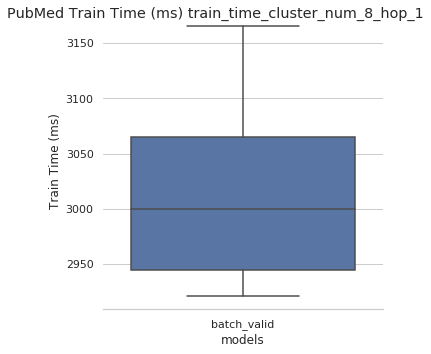 PubMed Train Time (ms) train_time_cluster_num_8_hop_1
3150
3100
3050
3000
2950
Train Time (ms)
batch_valid
models